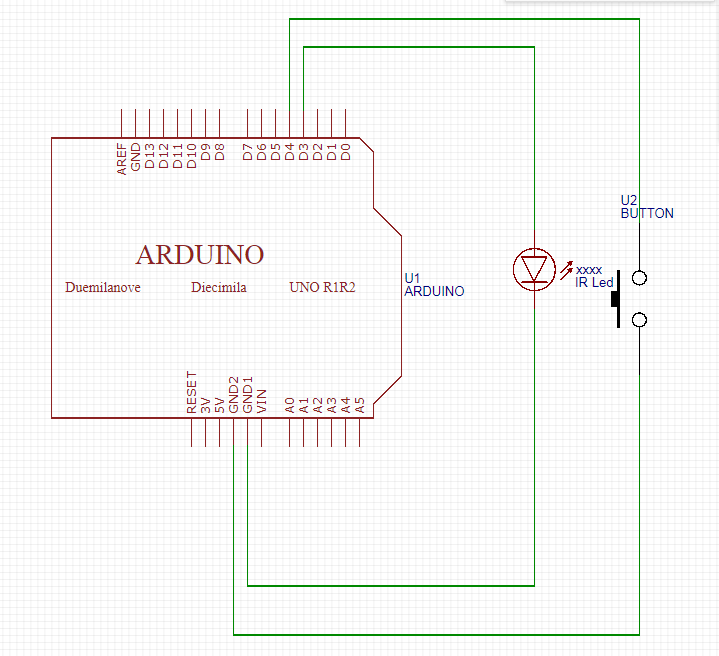 AREF
GND
D13
D12
D11
D10
D9
D8
D7
D6
D5
D4
D3
D2
D1
D0
U2
BUTTON
ARDUINO
xxxx
IR Led
U1
ARDUINO
Duemilanove
Diecimila
UNO R1R2
RESET
3V
5V
GND2
GND1
VIN
A0
A1
A2
A3
A4
A5